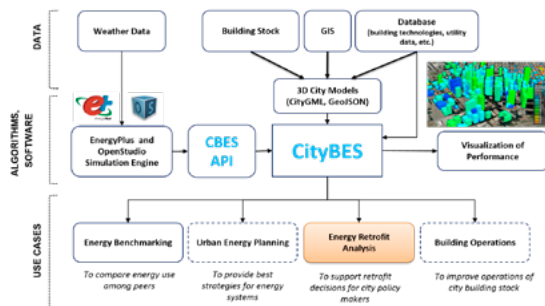 DATA
Weather Data
Building Stock
GIS
Database
(building technologies, utility
data, etc.)
3D City Models
(CityGML, GeoJSON)
ALGORITHMS,
SOFTWARE
EnergyPlus and
OpenStudio
Simulation Engine
CBES
API
CityBES
Visualization of
Performance
USE CASES
Energy Benchmarking
Urban Energy Planning
Energy Retrofit
Analysis
Building Operations
To compare energy use
among peers
To provide best
strategies for energy
systems
To support retrofit
decisions for city policy
makers
To improve operations of
city building stock